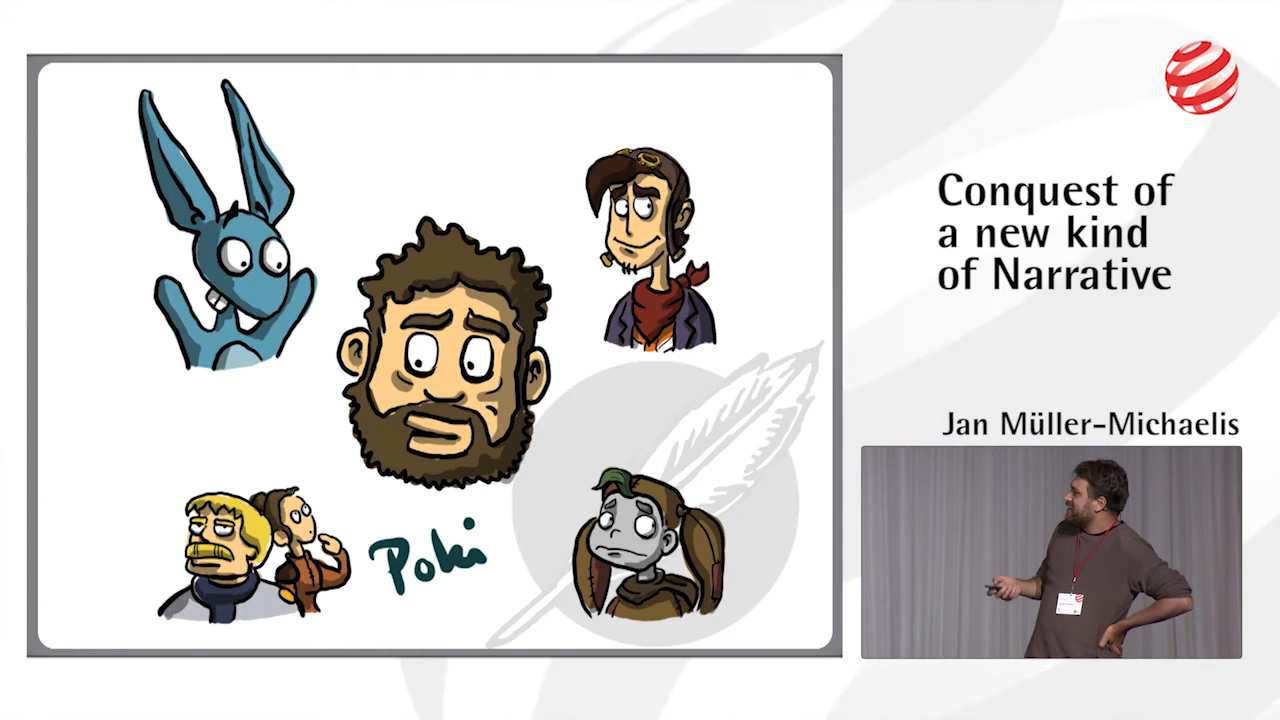 Conquest of
a new kind
of Narrative
Jan Müller-Michaelis
Poki